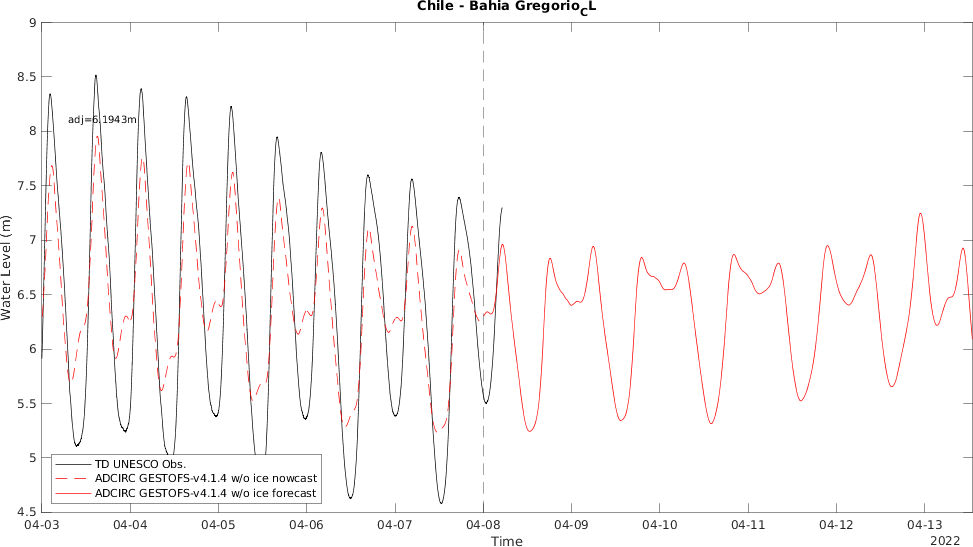 Chile - Bahia Gregorio_CL
9
8.5
8
7.5
7
6.5
6
5.5
5
4.5
Water Level (m)
adj=6.1943m
TD UNESCO Obs.
ADCIRC GESTOFS-v4.1.4 w/o ice nowcast
ADCIRC GESTOFS-v4.1.4 w/o ice forecast
04-03 04-04 04-05 04-06 04-07 04-08 04-09 04-10 04-11 04-12 04-13
Time
2022